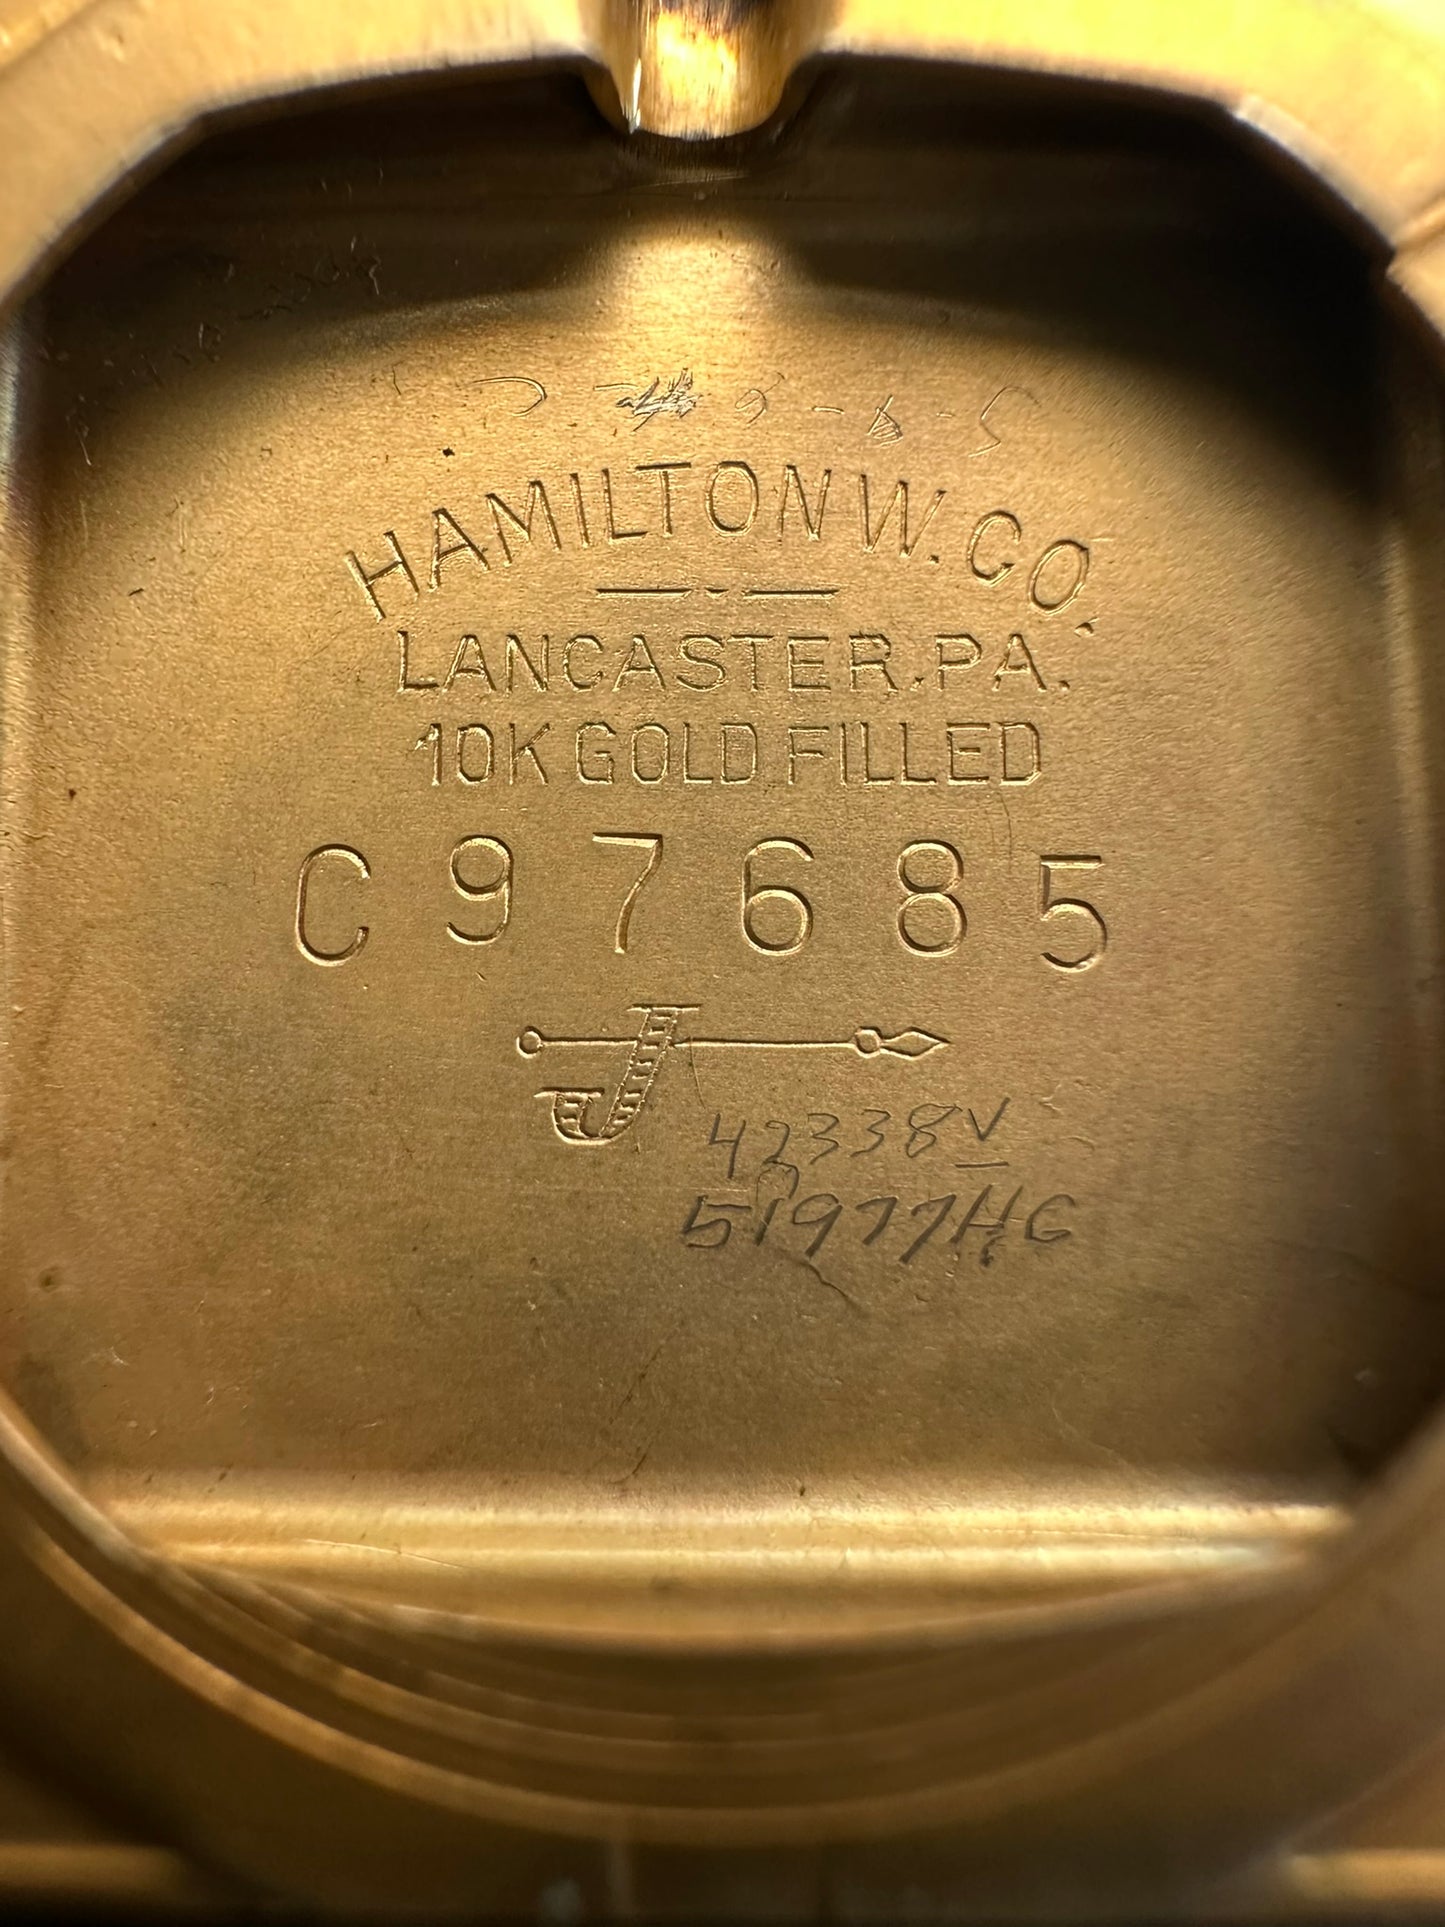 HAMILTON W. CO.
LANCASTER, PA.
10K GOLD FILLED
C97685
J
42338V
51977HG